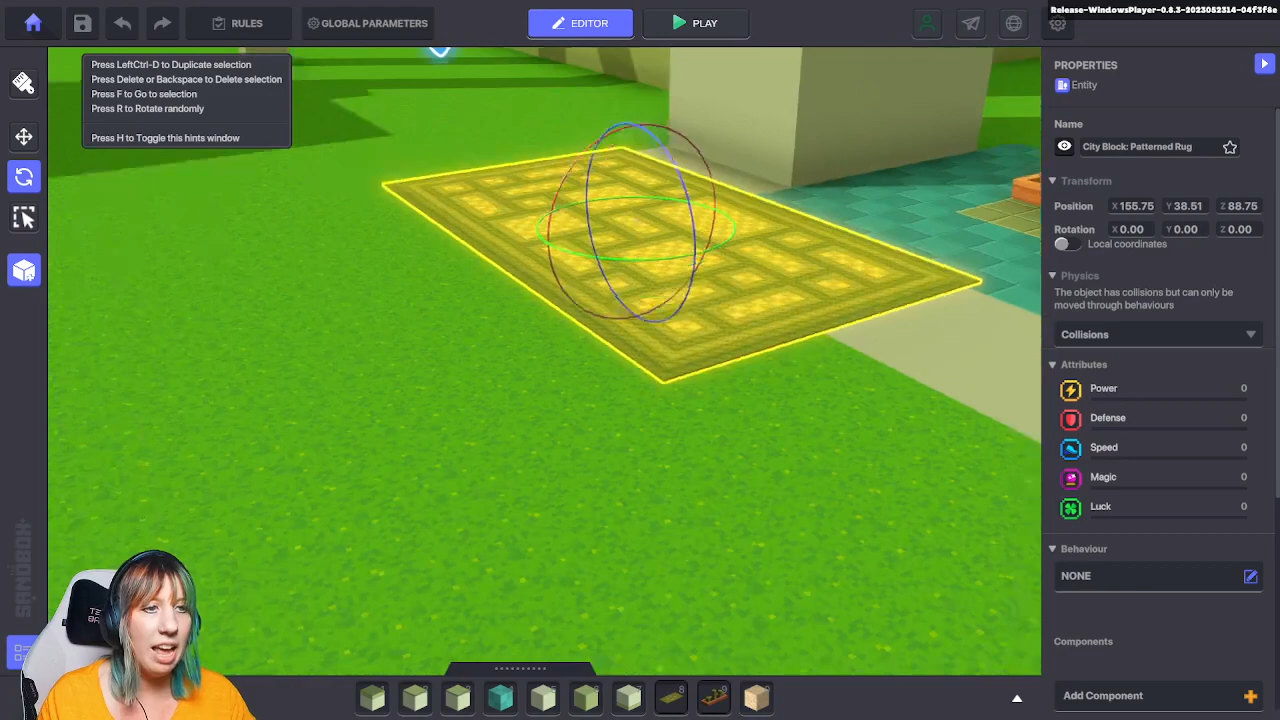 Release-WindowsPlayer-0.8.3-2023082314-04f3f8c
RULES
GLOBAL PARAMETERS
EDITOR
PLAY
Press LeftCtrl-D to Duplicate selection
Press Delete or Backspace to Delete selection
Press F to Go to selection
Press R to Rotate randomly
Press H to Toggle this hints window
PROPERTIES
Entity
Name
City Block: Patterned Rug
Transform
Position X 155.75 Y 38.51 Z 88.75
Rotation X 0.00 Y 0.00 Z 0.00
Local coordinates
Physics
The object has collisions but can only be
moved through behaviours
Collisions
Attributes
Power 0
Defense 0
Speed 0
Magic 0
Luck 0
Behaviour
NONE
Components
Add Component
SANDBOX
8
9